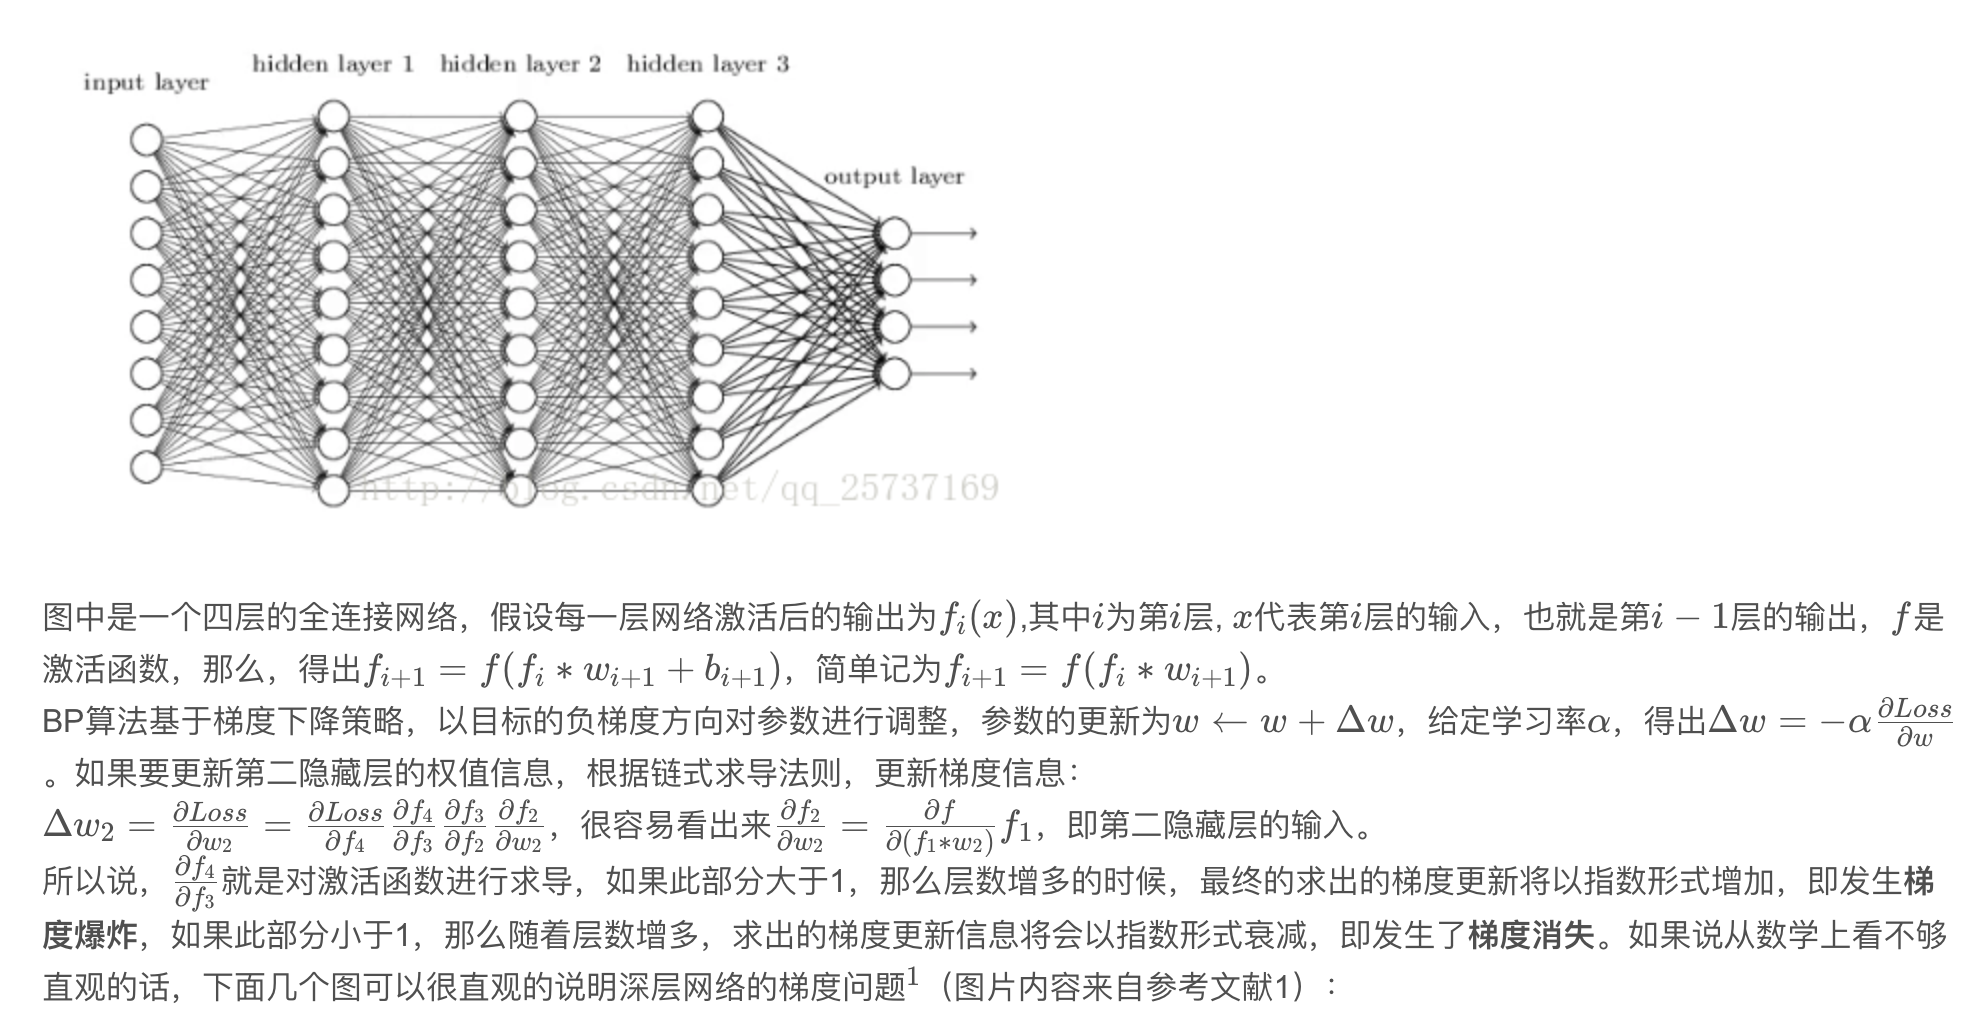 hidden layer 1 hidden layer 2 hidden layer 3
input layer
output layer
http://blog.csdn.net/qq_25737169
图中是一个四层的全连接网络，假设每一层网络激活后的输出为$f_i(x)$,其中$i$为第$i$层, $x$代表第$i$层的输入，也就是第$i-1$层的输出，$f$是
激活函数，那么，得出$f_{i+1} = f(f_i * w_{i+1} + b_{i+1})$，简单记为$f_{i+1} = f(f_i * w_{i+1})$。
BP算法基于梯度下降策略，以目标的负梯度方向对参数进行调整，参数的更新为$w \leftarrow w + \Delta w$，给定学习率$\alpha$，得出$\Delta w = -\alpha \frac{\partial Loss}{\partial w}$
。如果要更新第二隐藏层的权值信息，根据链式求导法则，更新梯度信息：
$\Delta w_2 = \frac{\partial Loss}{\partial w_2} = \frac{\partial Loss}{\partial f_4} \frac{\partial f_4}{\partial f_3} \frac{\partial f_3}{\partial f_2} \frac{\partial f_2}{\partial w_2}$，很容易看出来$\frac{\partial f_2}{\partial w_2} = \frac{\partial f}{\partial (f_1 * w_2)} f_1$，即第二隐藏层的输入。
所以说，$\frac{\partial f_4}{\partial f_3}$就是对激活函数进行求导，如果此部分大于1，那么层数增多的时候，最终的求出的梯度更新将以指数形式增加，即发生梯
度爆炸，如果此部分小于1，那么随着层数增多，求出的梯度更新信息将会以指数形式衰减，即发生了梯度消失。如果说从数学上看不够
直观的话，下面几个图可以很直观的说明深层网络的梯度问题$^1$（图片内容来自参考文献1）：